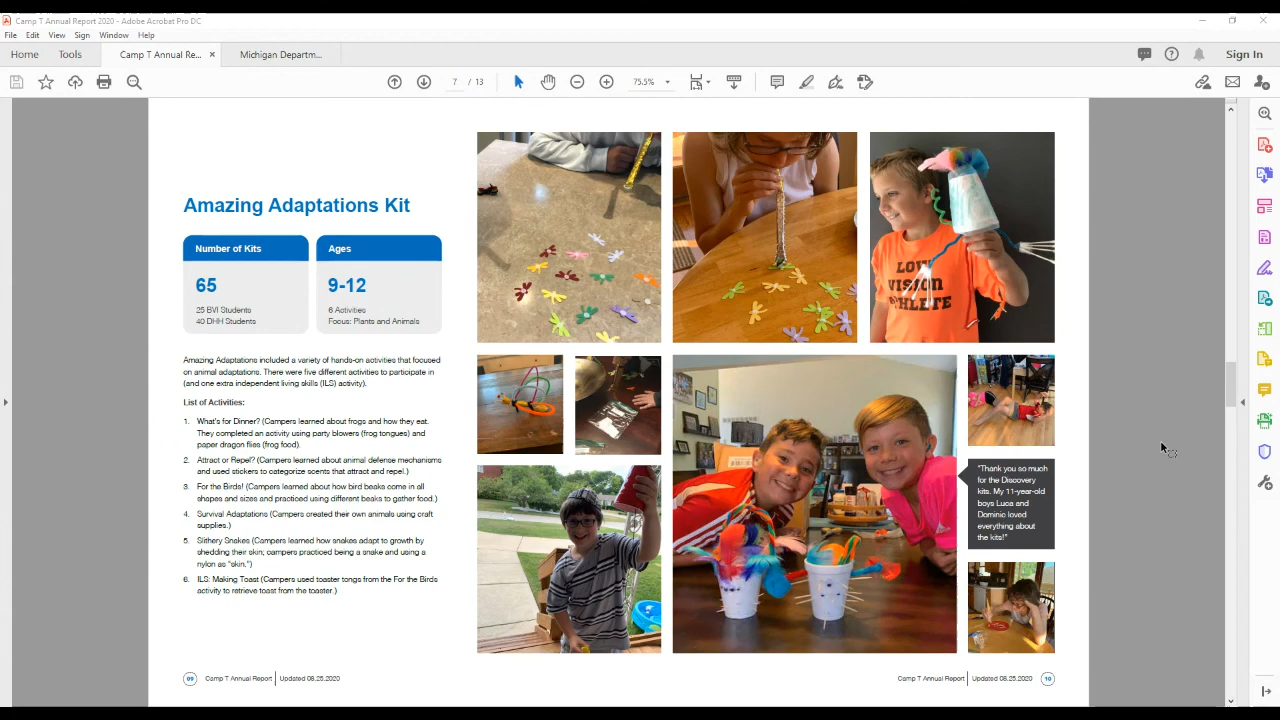 Camp T Annual Report 2020 - Adobe Acrobat Pro DC
File Edit View Sign Window Help
Home Tools Camp T Annual Re... × Michigan Departm... Sign In
7 / 13 75.5%
Amazing Adaptations Kit
Number of Kits
65
25 BVI Students
40 DHH Students
Ages
9-12
6 Activities
Focus: Plants and Animals
Amazing Adaptations included a variety of hands-on activities that focused
on animal adaptations. There were five different activities to participate in
(and one extra independent living skills (ILS) activity).
List of Activities:
1. What's for Dinner? (Campers learned about frogs and how they eat.
They completed an activity using party blowers (frog tongues) and
paper dragon flies (frog food).
2. Attract or Repel? (Campers learned about animal defense mechanisms
and used stickers to categorize scents that attract and repel.)
3. For the Birds! (Campers learned about how bird beaks come in all
shapes and sizes and practiced using different beaks to gather food.)
4. Survival Adaptations (Campers created their own animals using craft
supplies.)
5. Slithery Snakes (Campers learned how snakes adapt to growth by
shedding their skin; campers practiced being a snake and using a
nylon as "skin.")
6. ILS: Making Toast (Campers used toaster tongs from the For the Birds
activity to retrieve toast from the toaster.)
LOW
VISION
ATHLETE
"Thank you so much
for the Discovery
kits. My 11-year-old
boys Luca and
Dominic loved
everything about
the kits!"
09 Camp T Annual Report Updated 08.25.2020
Camp T Annual Report Updated 08.25.2020 10